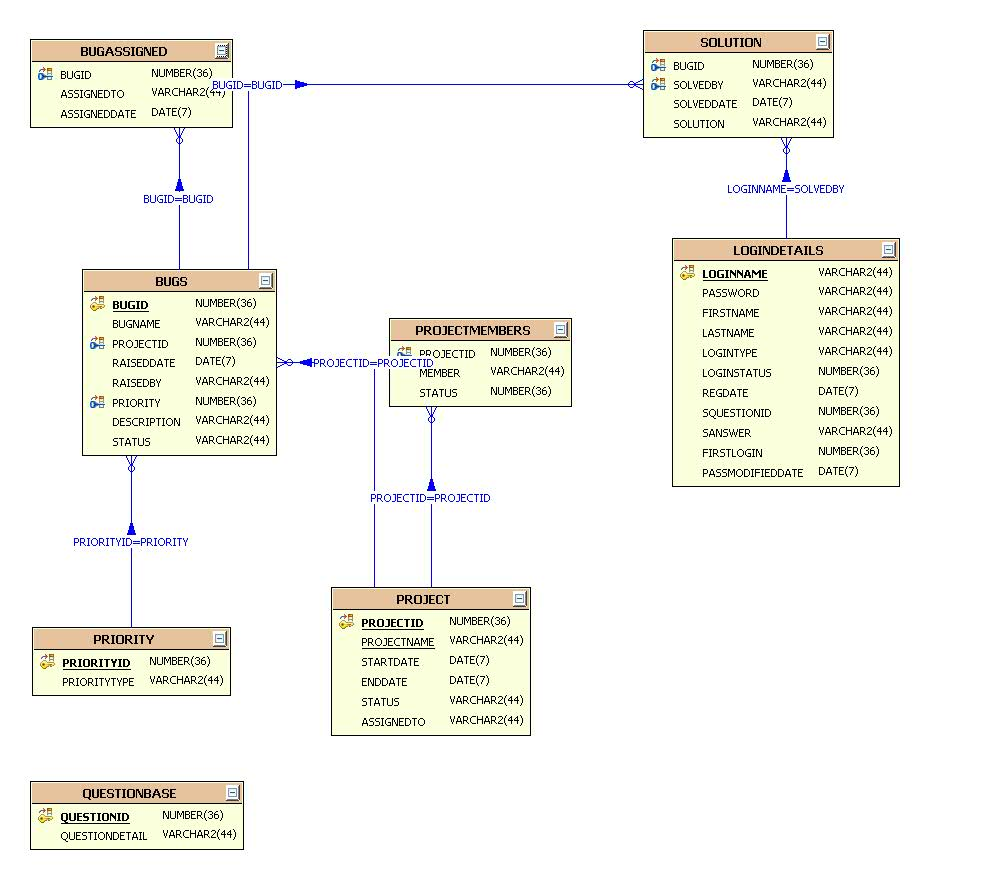 BUGASSIGNED
BUGID NUMBER(36)
ASSIGNEDTO VARCHAR2(44)
ASSIGNEDDATE DATE(7)
BUGID=BUGID
SOLUTION
BUGID NUMBER(36)
SOLVEDBY VARCHAR2(44)
SOLVEDDATE DATE(7)
SOLUTION VARCHAR2(44)
BUGID=BUGID
LOGINNAME=SOLVEDBY
LOGINDETAILS
LOGINNAME VARCHAR2(44)
PASSWORD VARCHAR2(44)
FIRSTNAME VARCHAR2(44)
LASTNAME VARCHAR2(44)
LOGINTYPE VARCHAR2(44)
LOGINSTATUS NUMBER(36)
REGDATE DATE(7)
SQUESTIONID NUMBER(36)
SANSWER VARCHAR2(44)
FIRSTLOGIN NUMBER(36)
PASSMODIFIEDDATE DATE(7)
BUGS
BUGID NUMBER(36)
BUGNAME VARCHAR2(44)
PROJECTID NUMBER(36)
RAISEDDATE DATE(7)
RAISEDBY VARCHAR2(44)
PRIORITY NUMBER(36)
DESCRIPTION VARCHAR2(44)
STATUS VARCHAR2(44)
PROJECTMEMBERS
PROJECTID NUMBER(36)
MEMBER VARCHAR2(44)
STATUS NUMBER(36)
PROJECTID=PROJECTID
PROJECTID=PROJECTID
PRIORITYID=PRIORITY
PROJECT
PROJECTID NUMBER(36)
PROJECTNAME VARCHAR2(44)
STARTDATE DATE(7)
ENDDATE DATE(7)
STATUS VARCHAR2(44)
ASSIGNEDTO VARCHAR2(44)
PRIORITY
PRIORITYID NUMBER(36)
PRIORITYTYPE VARCHAR2(44)
QUESTIONBASE
QUESTIONID NUMBER(36)
QUESTIONDETAIL VARCHAR2(44)